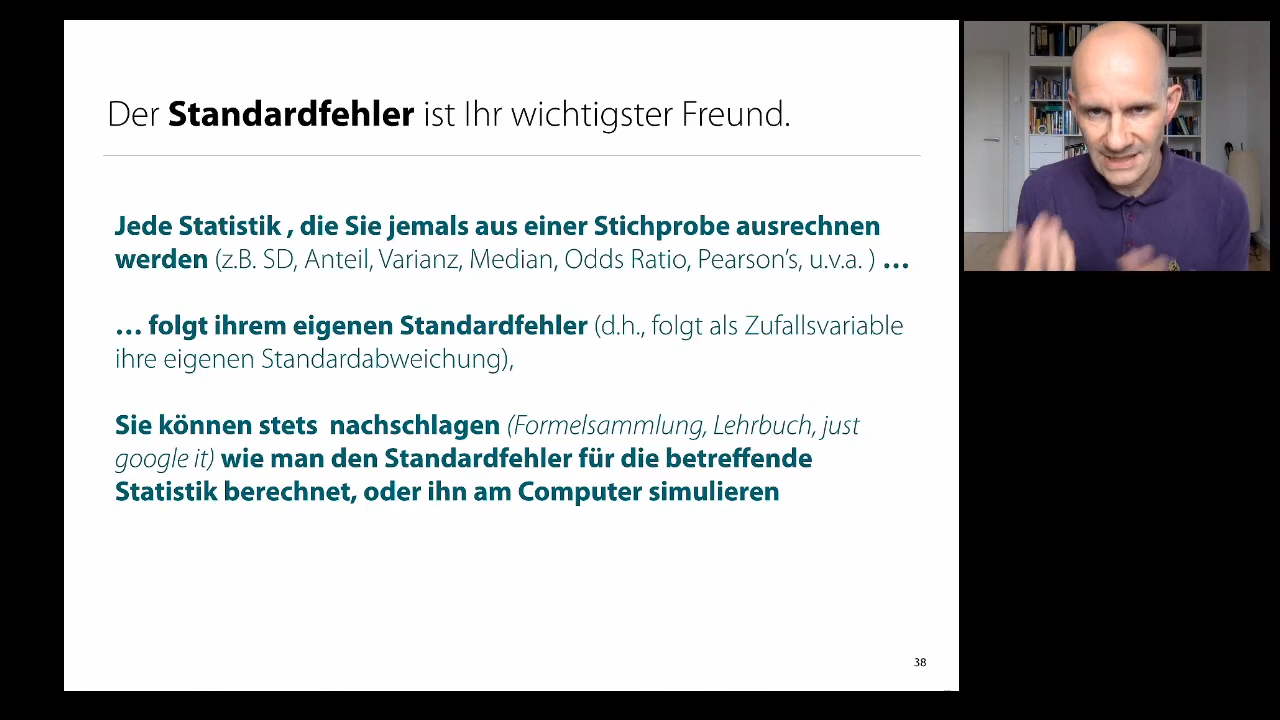 Der Standardfehler ist Ihr wichtigster Freund.
Jede Statistik , die Sie jemals aus einer Stichprobe ausrechnen
werden (z.B. SD, Anteil, Varianz, Median, Odds Ratio, Pearson’s, u.v.a. ) …
… folgt ihrem eigenen Standardfehler (d.h., folgt als Zufallsvariable
ihre eigenen Standardabweichung),
Sie können stets nachschlagen (Formelsammlung, Lehrbuch, just
google it) wie man den Standardfehler für die betreffende
Statistik berechnet, oder ihn am Computer simulieren
38